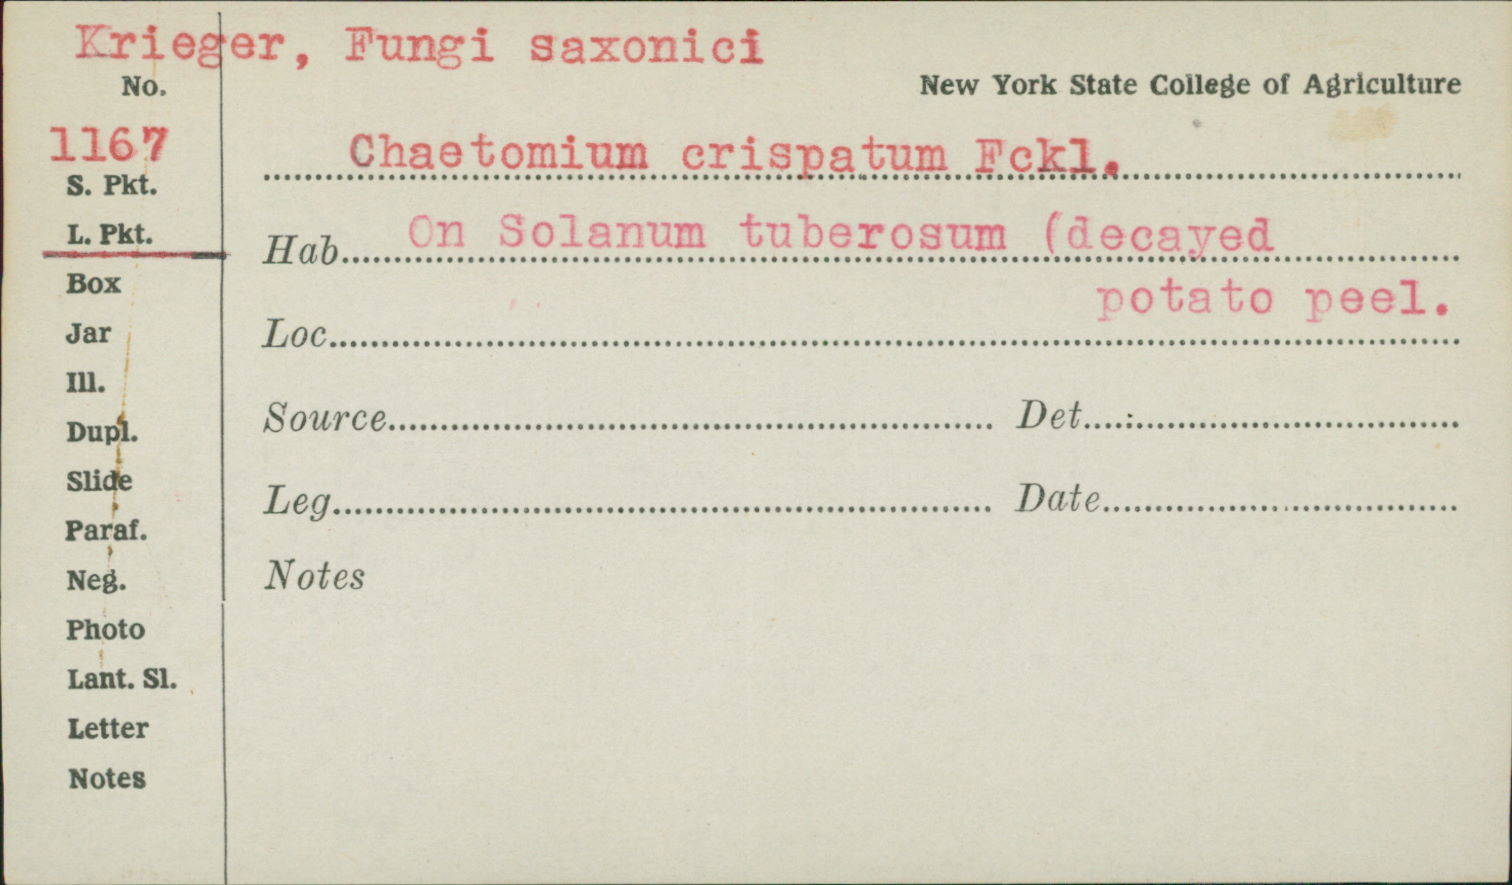 Krieger, Fungi saxonici
No.
New York State College of Agriculture
1167
Chaetomium crispatum Fckl.
S. Pkt.
L. Pkt.
Hab. On Solanum tuberosum (decayed
potato peel.
Box
Jar
Loc.
Ill.
Dupl.
Source Det.
Slide
Leg. Date
Paraf.
Neg.
Notes
Photo
Lant. Sl.
Letter
Notes